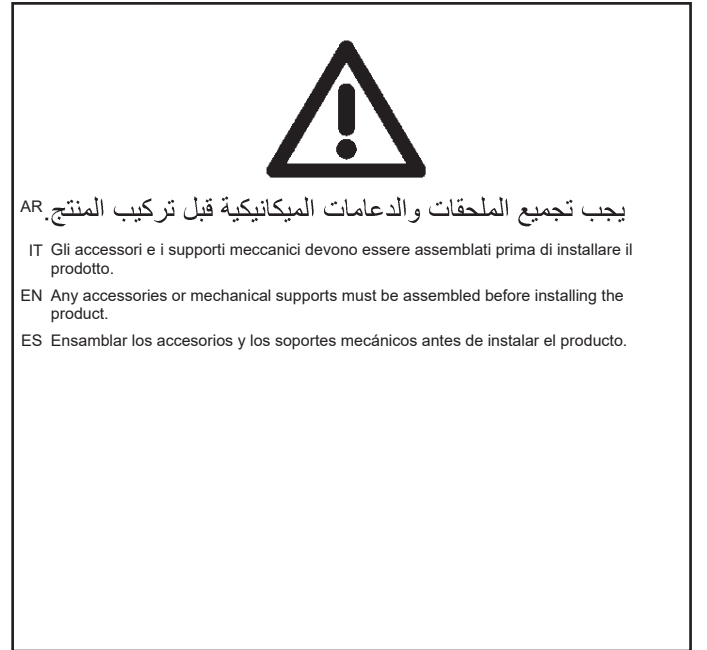 يجب تجميع الملحقات والدعامات الميكانيكية قبل تركيب المنتج. AR
IT Gli accessori e i supporti meccanici devono essere assemblati prima di installare il
prodotto.
EN Any accessories or mechanical supports must be assembled before installing the
product.
ES Ensamblar los accesorios y los soportes mecánicos antes de instalar el producto.